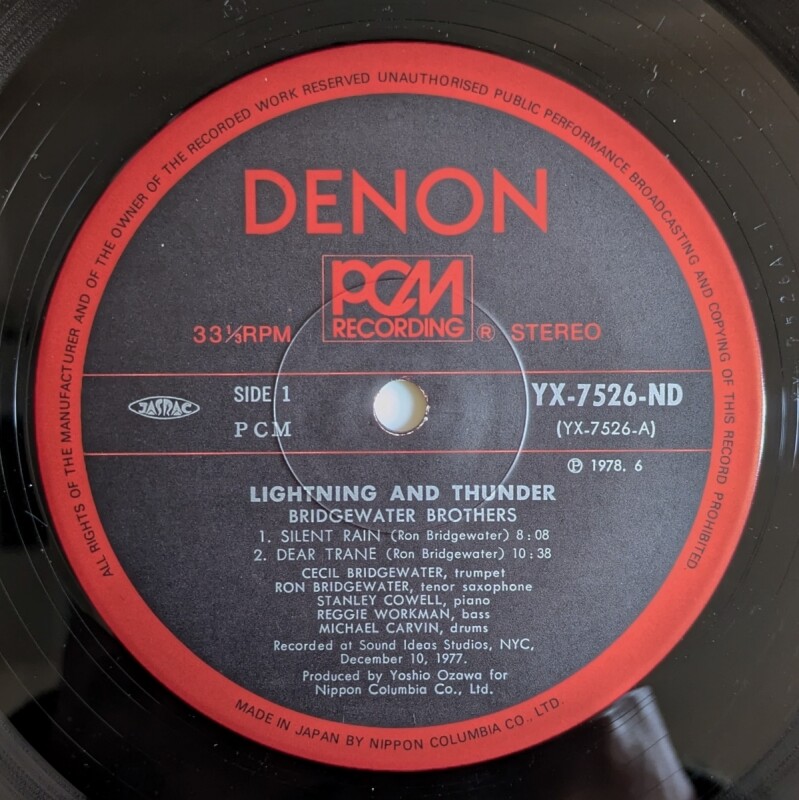 ALL RIGHTS OF THE MANUFACTURER AND OF THE OWNER OF THE RECORDED WORK RESERVED UNAUTHORISED PUBLIC PERFORMANCE BROADCASTING AND COPYING OF THIS RECORD PROHIBITED.
DENON
PCM
RECORDING
33⅓RPM Ⓡ STEREO
JASRAC
SIDE 1
PCM
YX-7526-ND
(YX-7526-A)
Ⓟ 1978. 6
LIGHTNING AND THUNDER
BRIDGEWATER BROTHERS
1. SILENT RAIN (Ron Bridgewater) 8:08
2. DEAR TRANE (Ron Bridgewater) 10:38
CECIL BRIDGEWATER, trumpet
RON BRIDGEWATER, tenor saxophone
STANLEY COWELL, piano
REGGIE WORKMAN, bass
MICHAEL CARVIN, drums
Recorded at Sound Ideas Studios, NYC,
December 10, 1977.
Produced by Yoshio Ozawa for
Nippon Columbia Co., Ltd.
MADE IN JAPAN BY NIPPON COLUMBIA CO., LTD.